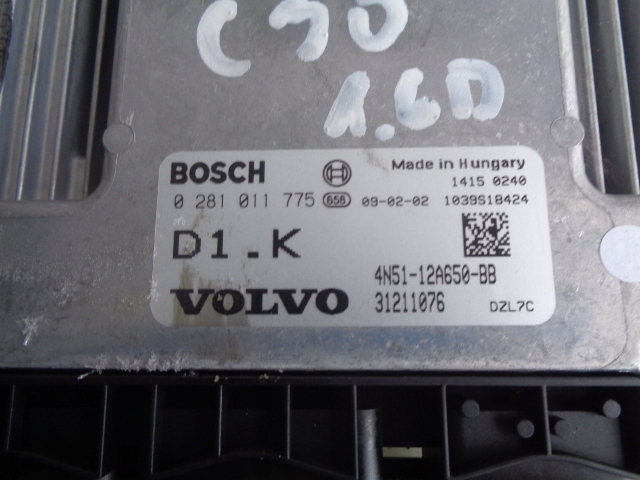 C30
1.6D
BOSCH Made in Hungary
1415 0240
0 281 011 775 658 09-02-02 1039S18424
D1.K
4N51-12A650-BB
VOLVO 31211076 DZL7C